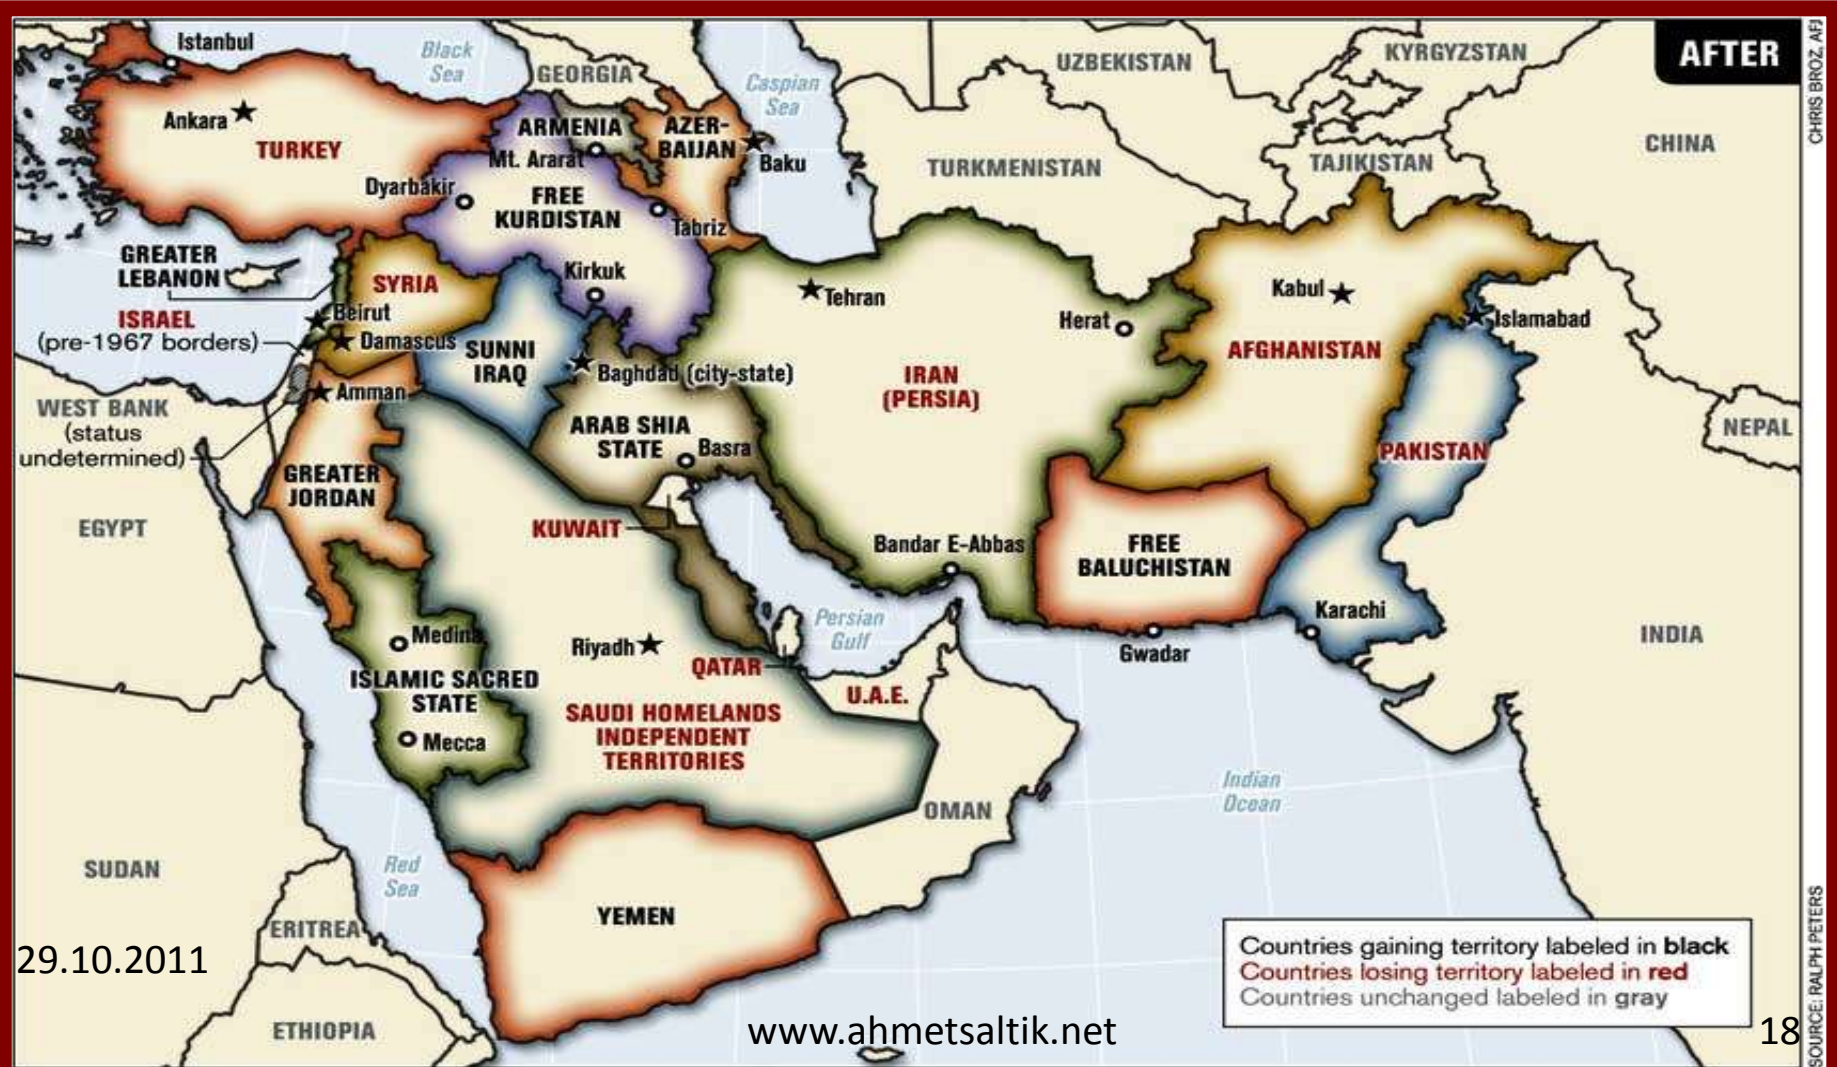 AFTER
CHRIS BROZ, AFJ
Istanbul
Black
Sea
GEORGIA
Caspian
Sea
UZBEKISTAN
KYRGYZSTAN
CHINA
Ankara
TURKEY
ARMENIA
Mt. Ararat
AZER-
BAIJAN
Baku
TURKMENISTAN
TAJIKISTAN
Dyarbakir
FREE
KURDISTAN
Tabriz
GREATER
LEBANON
SYRIA
Kirkuk
Tehran
Herat
Kabul
Islamabad
ISRAEL
(pre-1967 borders)
Beirut
Damascus
SUNNI
IRAQ
Baghdad (city-state)
IRAN
(PERSIA)
AFGHANISTAN
Amman
WEST BANK
(status
undetermined)
ARAB SHIA
STATE
Basra
PAKISTAN
NEPAL
GREATER
JORDAN
EGYPT
KUWAIT
Bandar E-Abbas
FREE
BALUCHISTAN
Karachi
Persian
Gulf
Gwadar
INDIA
Medina
Riyadh
QATAR
ISLAMIC SACRED
STATE
U.A.E.
Mecca
SAUDI HOMELANDS
INDEPENDENT
TERRITORIES
OMAN
Indian
Ocean
SUDAN
Red
Sea
YEMEN
ERITREA
ETHIOPIA
29.10.2011
Countries gaining territory labeled in black
Countries losing territory labeled in red
Countries unchanged labeled in gray
www.ahmetsaltik.net
18
SOURCE: RALPH PETERS